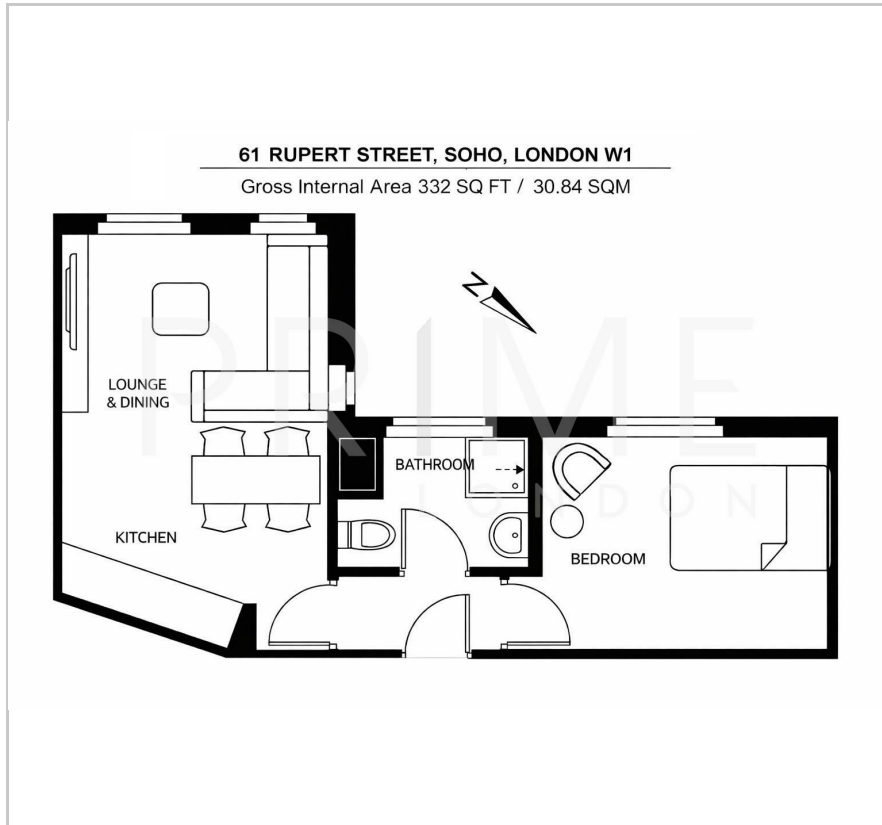 61 RUPERT STREET, SOHO, LONDON W1
Gross Internal Area 332 SQ FT / 30.84 SQM
N
PRIME
LONDON
LOUNGE
& DINING
KITCHEN
BATHROOM
BEDROOM